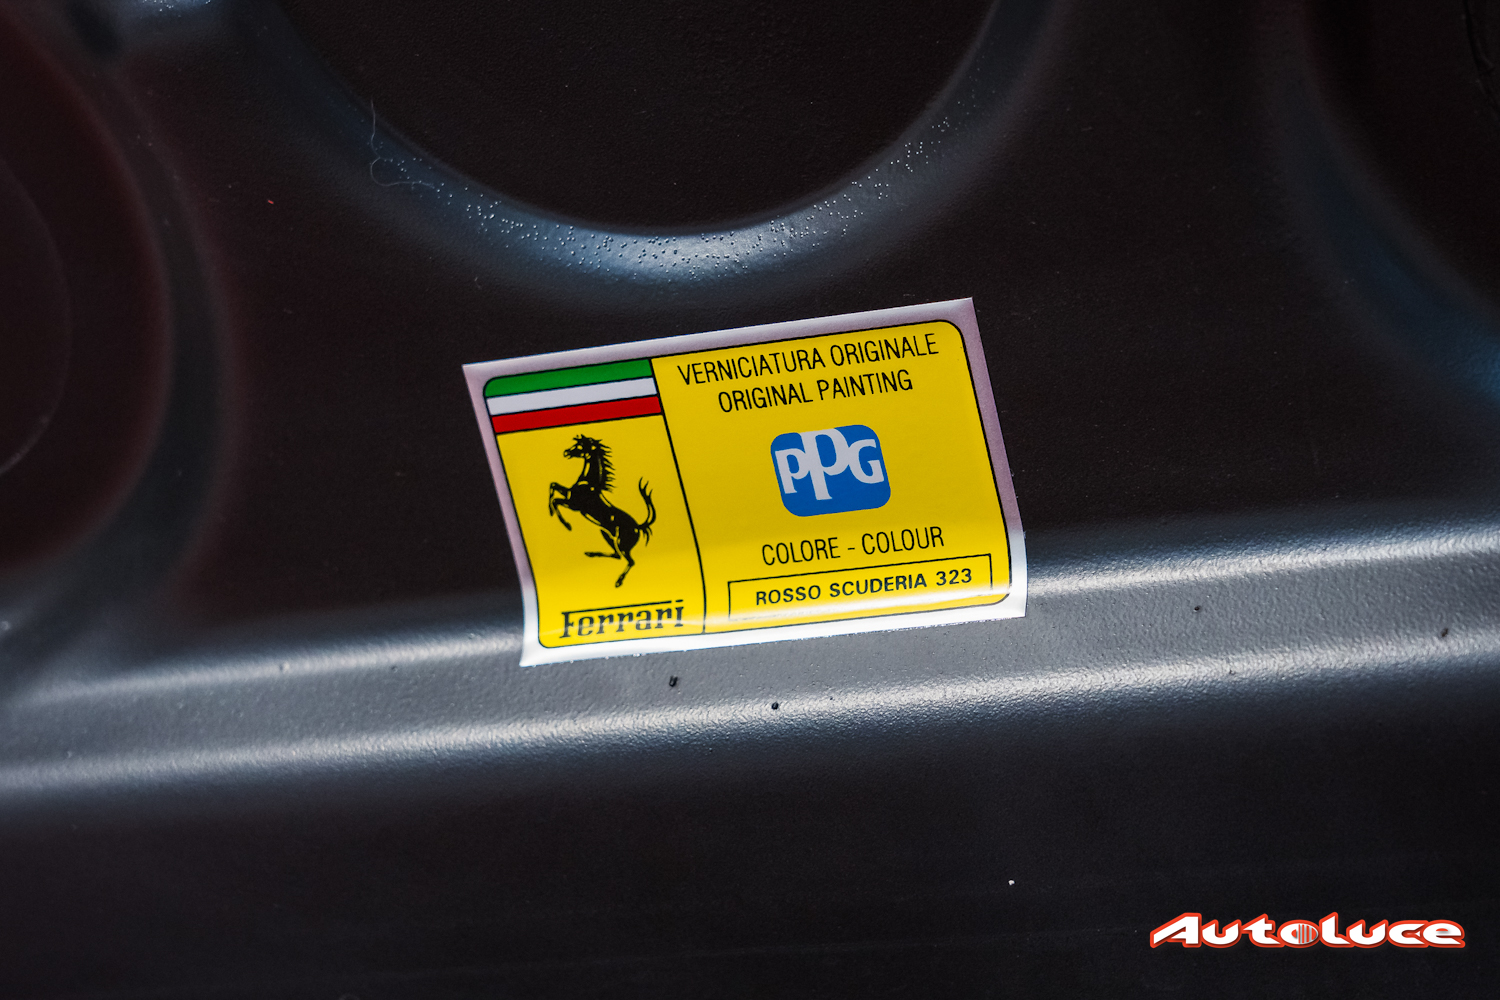 VERNICIATURA ORIGINALE
ORIGINAL PAINTING
PPG
COLORE - COLOUR
ROSSO SCUDERIA 323
Ferrari
Autoluce